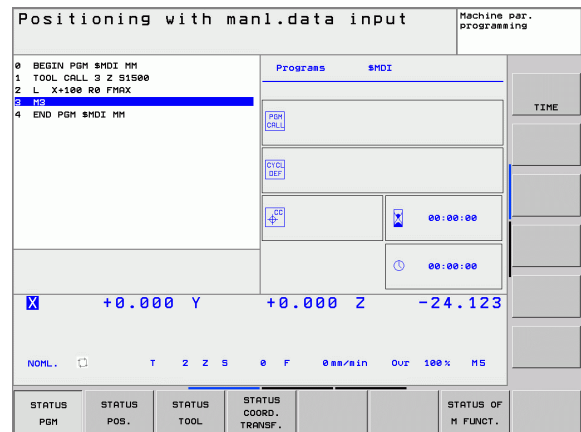 Positioning with manl.data input
Machine par.
programming
0 BEGIN PGM $MDI MM
1 TOOL CALL 3 Z S1500
2 L X+100 R0 FMAX
3 M3
4 END PGM $MDI MM
Programs $MDI
PGM
CALL
CYCL
DEF
CC
00:00:00
00:00:00
TIME
X +0.000 Y +0.000 Z -24.123
NOML. T 2 Z S 0 F 0mm/min Ovr 100% M5
STATUS
PGM
STATUS
POS.
STATUS
TOOL
STATUS
COORD.
TRANSF.
STATUS OF
M FUNCT.